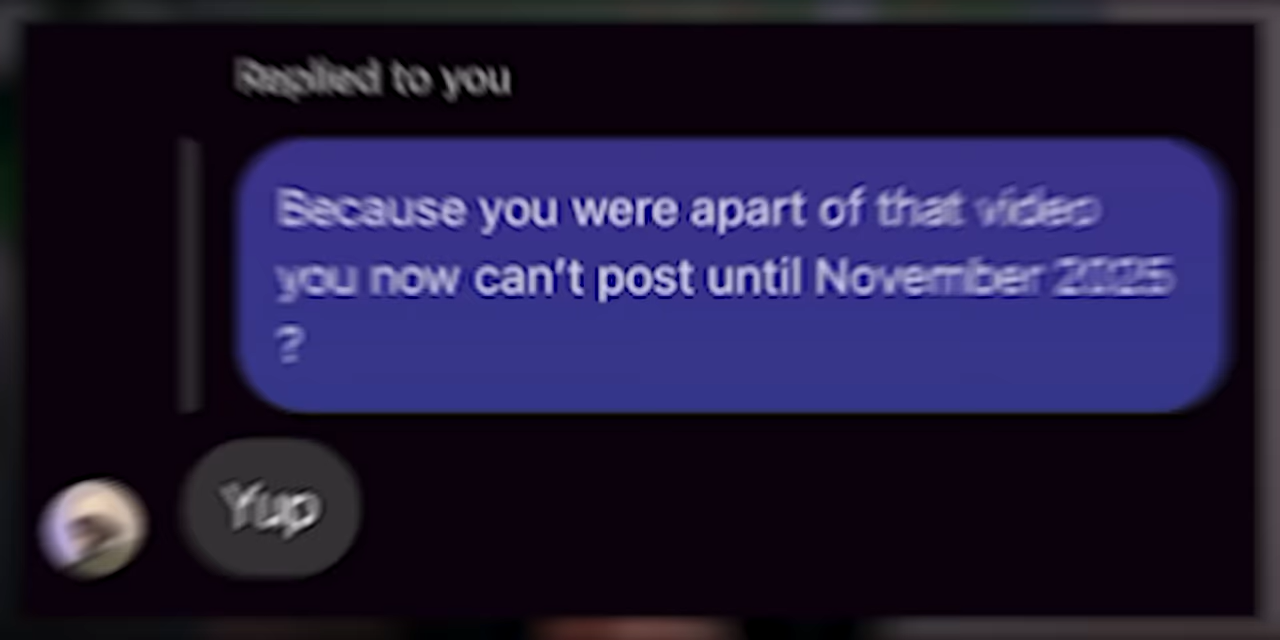 Replied to you
Because you were apart of that video
you now can't post until November 2025
?
Yup